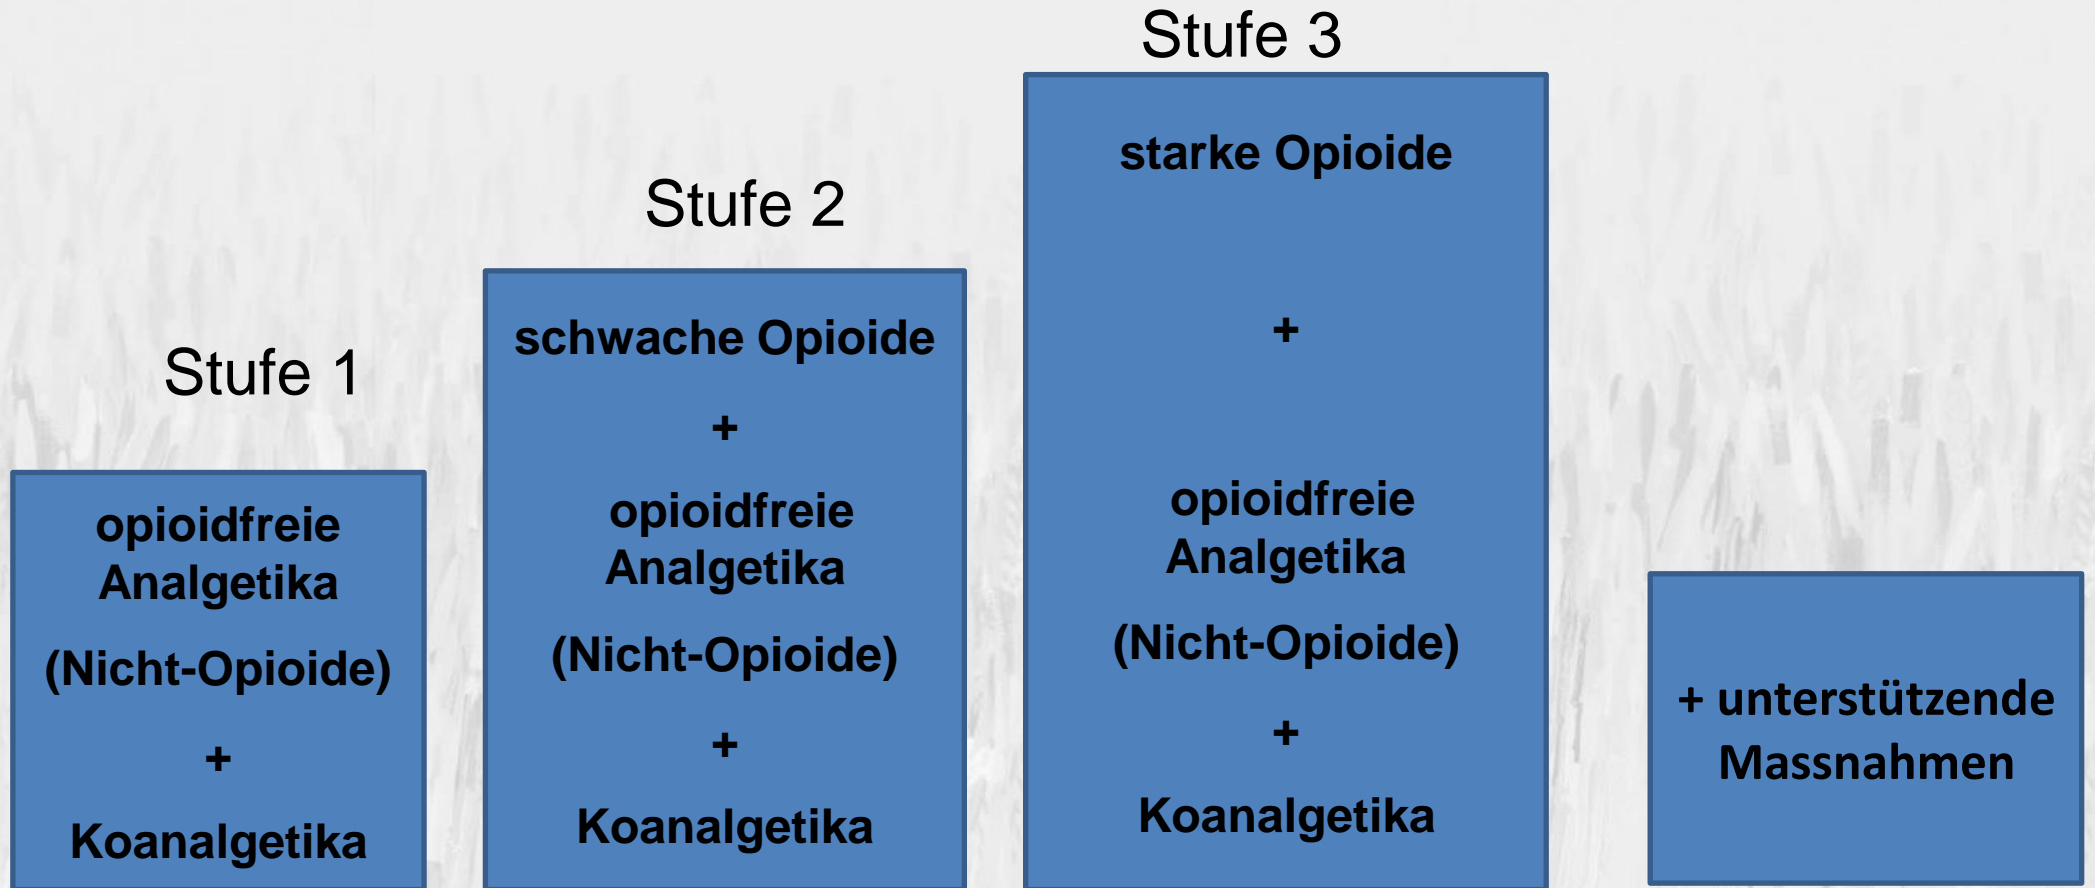 Stufe 1
opioidfreie
Analgetika
(Nicht-Opioide)
+
Koanalgetika
Stufe 2
schwache Opioide
+
opioidfreie
Analgetika
(Nicht-Opioide)
+
Koanalgetika
Stufe 3
starke Opioide
+
opioidfreie
Analgetika
(Nicht-Opioide)
+
Koanalgetika
+ unterstützende
Massnahmen